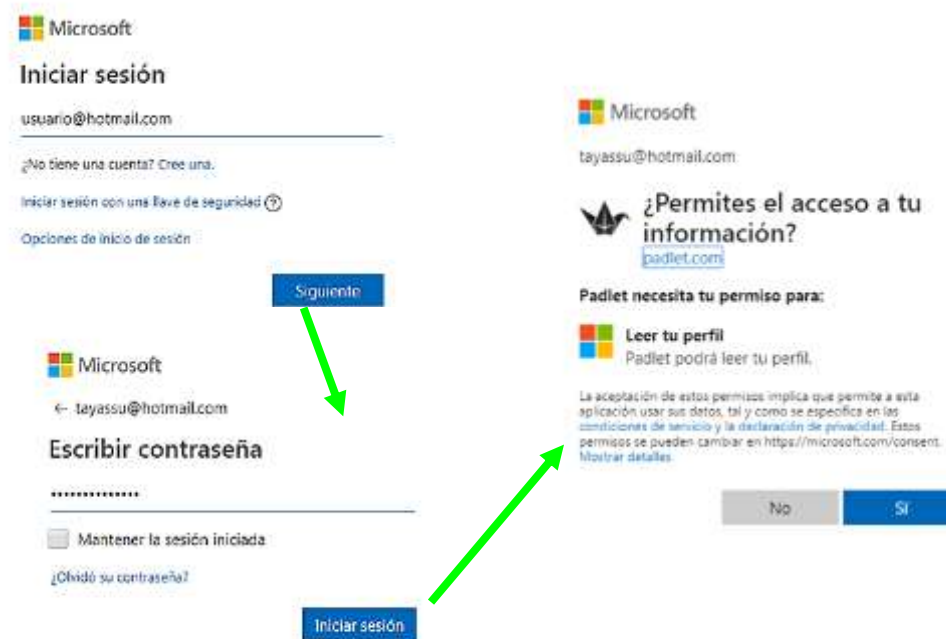 Microsoft
Iniciar sesión
usuario@hotmail.com
¿No tiene una cuenta? Cree una.
Iniciar sesión con una llave de seguridad
Opciones de inicio de sesión
Siguiente
Microsoft
← tayassu@hotmail.com
Escribir contraseña
••••••••••••••
Mantener la sesión iniciada
¿Olvidó su contraseña?
Iniciar sesión
Microsoft
tayassu@hotmail.com
¿Permites el acceso a tu
información?
padlet.com
Padlet necesita tu permiso para:
Leer tu perfil
Padlet podrá leer tu perfil.
La aceptación de estos permisos implica que permite a esta
aplicación usar sus datos, tal y como se especifica en las
condiciones de servicio y la declaración de privacidad. Estos
permisos se pueden cambiar en https://microsoft.com/consent.
Mostrar detalles
No
Sí